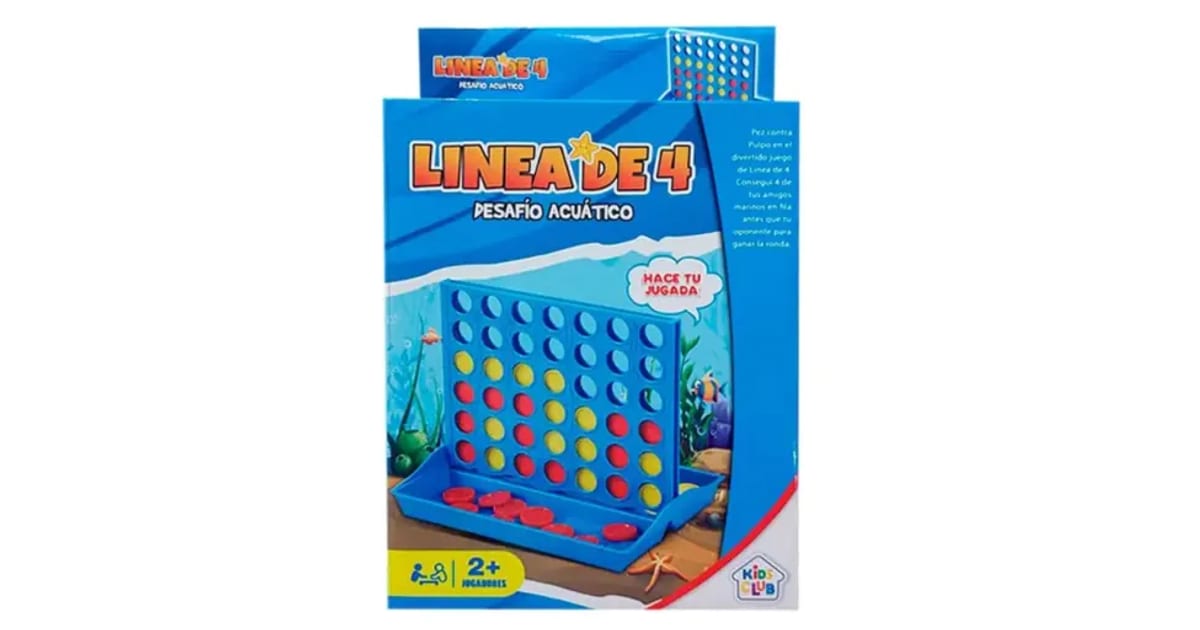 LINEA DE 4
DESAFÍO ACUÁTICO
LINEA DE 4
DESAFÍO ACUÁTICO
Pez contra
Pulpo en el
divertido juego
de Linea de 4.
Conseguí 4 de
tus amigos
marinos en fila
antes que tu
oponente para
ganar la ronda.
HACE TU
JUGADA
2+
JUGADORES
KIDS
CLUB